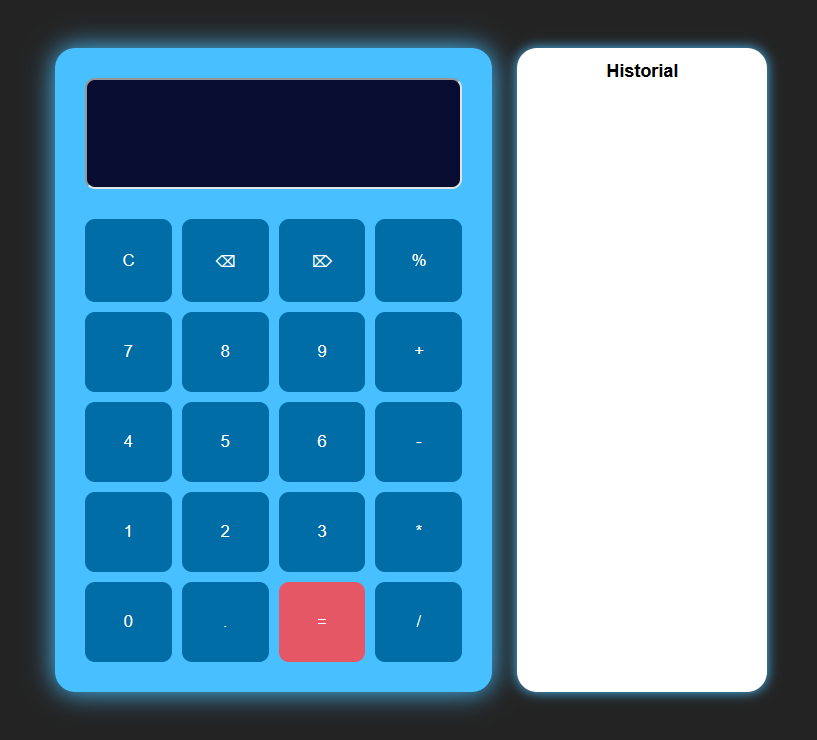 Historial
C ⌫ ⌦ %
7 8 9 +
4 5 6 -
1 2 3 *
0 . = /